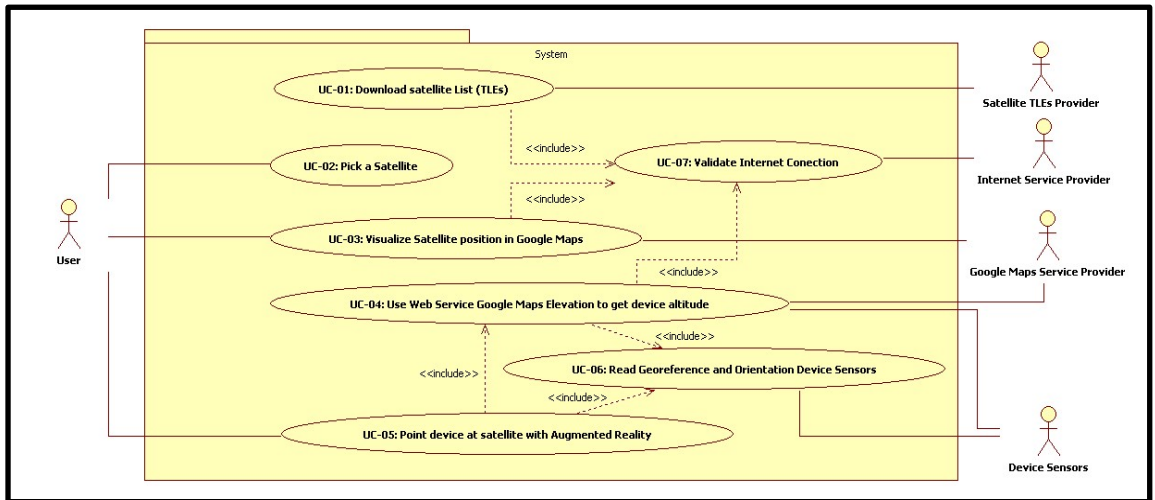 System
UC-01: Download satellite List (TLEs)
Satellite TLEs Provider
<<include>>
UC-02: Pick a Satellite
UC-07: Validate Internet Conection
Internet Service Provider
<<include>>
User
UC-03: Visualize Satellite position in Google Maps
Google Maps Service Provider
<<include>>
UC-04: Use Web Service Google Maps Elevation to get device altitude
<<include>>
UC-06: Read Georeference and Orientation Device Sensors
<<include>>
<<include>>
UC-05: Point device at satellite with Augmented Reality
Device Sensors